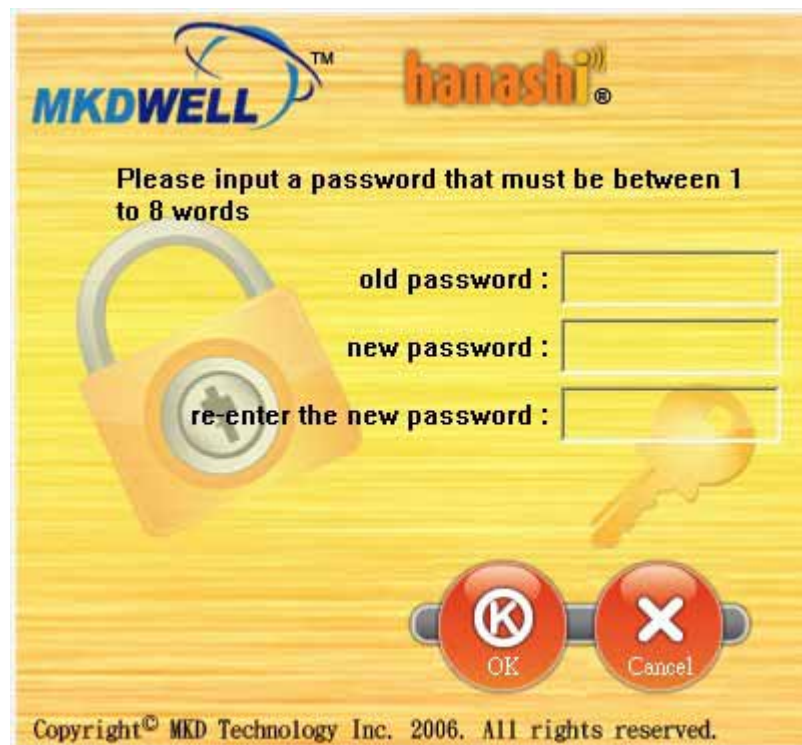 MKDWELL™
hanashi®
Please input a password that must be between 1
to 8 words
old password :
new password :
re-enter the new password :
OK
Cancel
Copyright© MKD Technology Inc. 2006. All rights reserved.